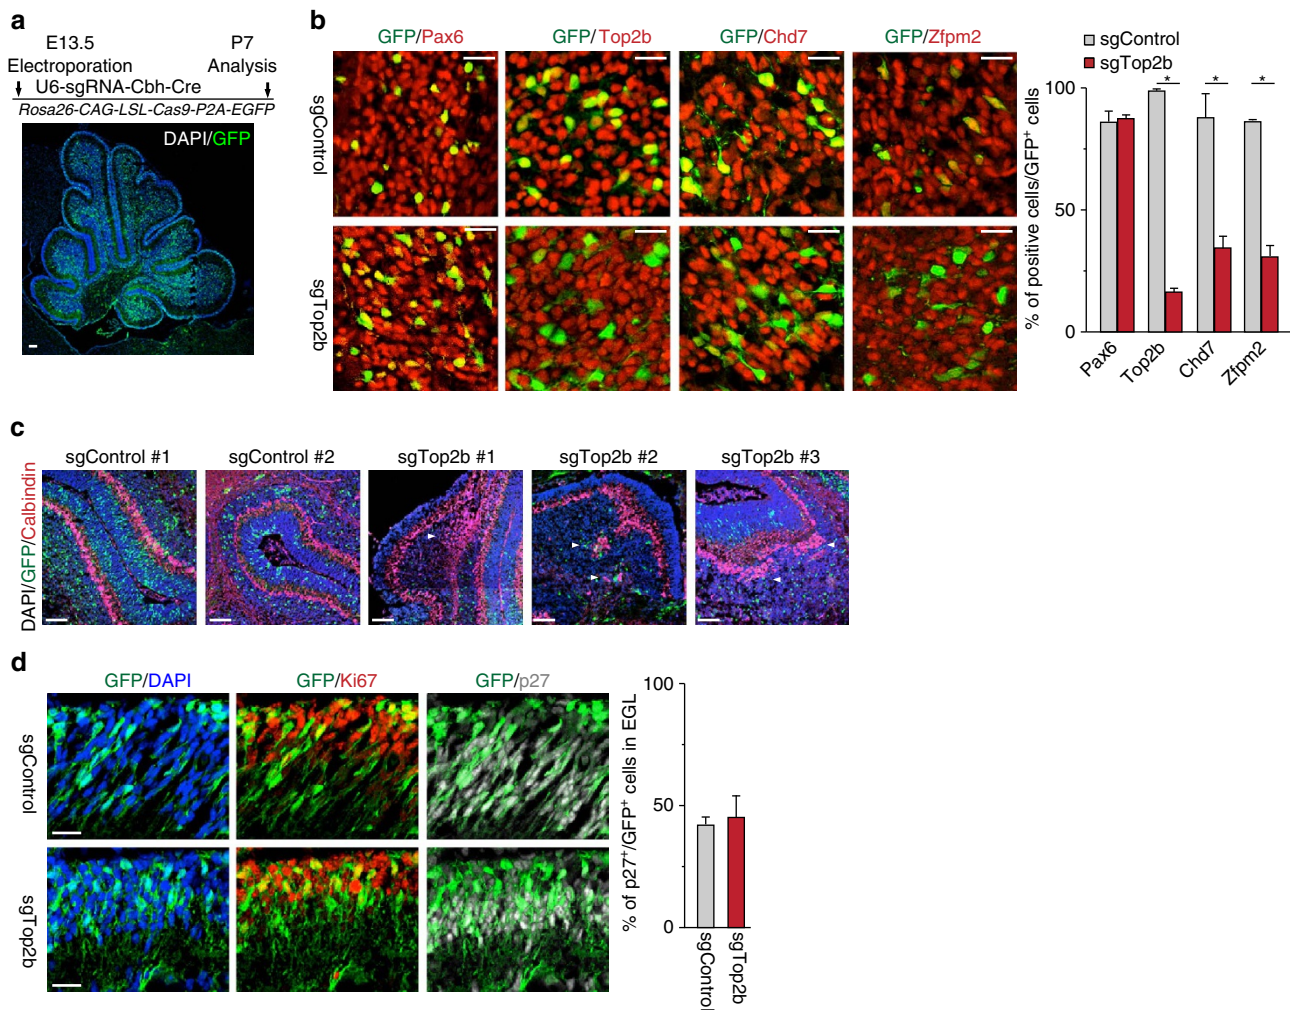 a
E13.5 P7
Electroporation Analysis
U6-sgRNA-Cbh-Cre
Rosa26-CAG-LSL-Cas9-P2A-EGFP
DAPI/GFP
b
GFP/Pax6 GFP/Top2b GFP/Chd7 GFP/Zfpm2
sgControl
sgTop2b
sgControl
sgTop2b
* * *
% of positive cells/GFP+ cells
100
50
0
Pax6 Top2b Chd7 Zfpm2
c
sgControl #1 sgControl #2 sgTop2b #1 sgTop2b #2 sgTop2b #3
DAPI/GFP/Calbindin
d
GFP/DAPI GFP/Ki67 GFP/p27
sgControl
sgTop2b
% of p27+/GFP+ cells in EGL
100
50
0
sgControl sgTop2b